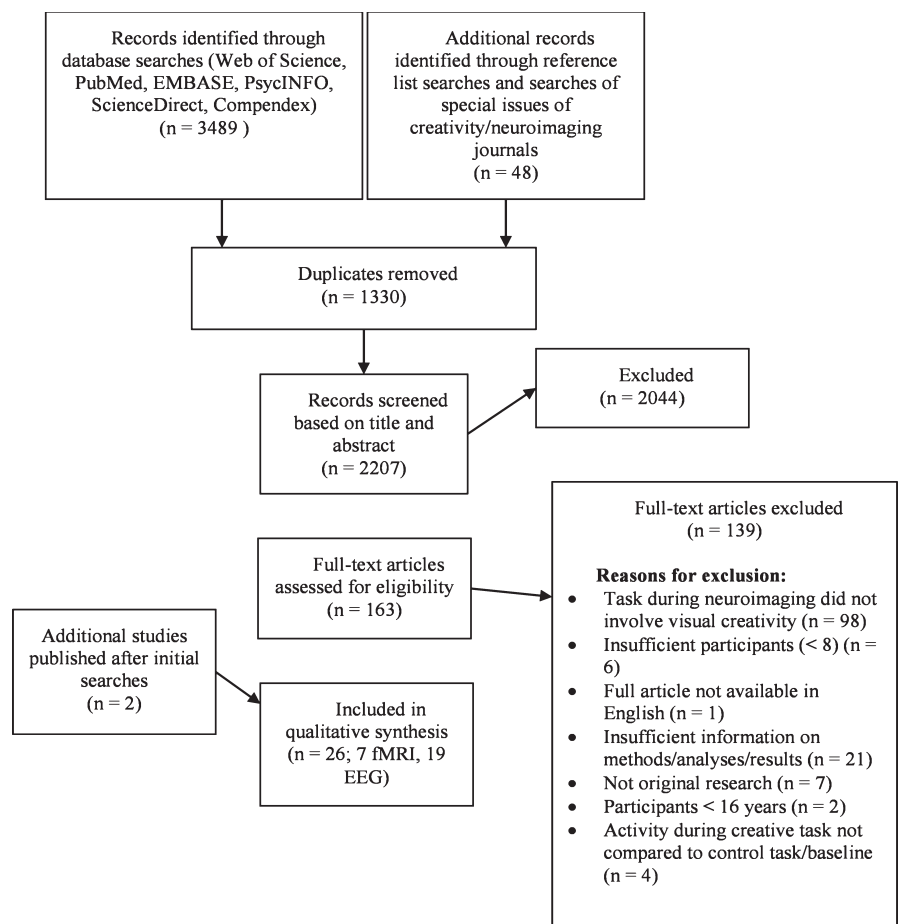 Records identified through
database searches (Web of Science,
PubMed, EMBASE, PsycINFO,
ScienceDirect, Compendex)
(n = 3489 )
Additional records
identified through reference
list searches and searches of
special issues of
creativity/neuroimaging
journals
(n = 48)
Duplicates removed
(n = 1330)
Records screened
based on title and
abstract
(n = 2207)
Excluded
(n = 2044)
Full-text articles
assessed for eligibility
(n = 163)
Full-text articles excluded
(n = 139)
Reasons for exclusion:
• Task during neuroimaging did not
involve visual creativity (n = 98)
• Insufficient participants (< 8) (n =
6)
• Full article not available in
English (n = 1)
• Insufficient information on
methods/analyses/results (n = 21)
• Not original research (n = 7)
• Participants < 16 years (n = 2)
• Activity during creative task not
compared to control task/baseline
(n = 4)
Additional studies
published after initial
searches
(n = 2)
Included in
qualitative synthesis
(n = 26; 7 fMRI, 19
EEG)